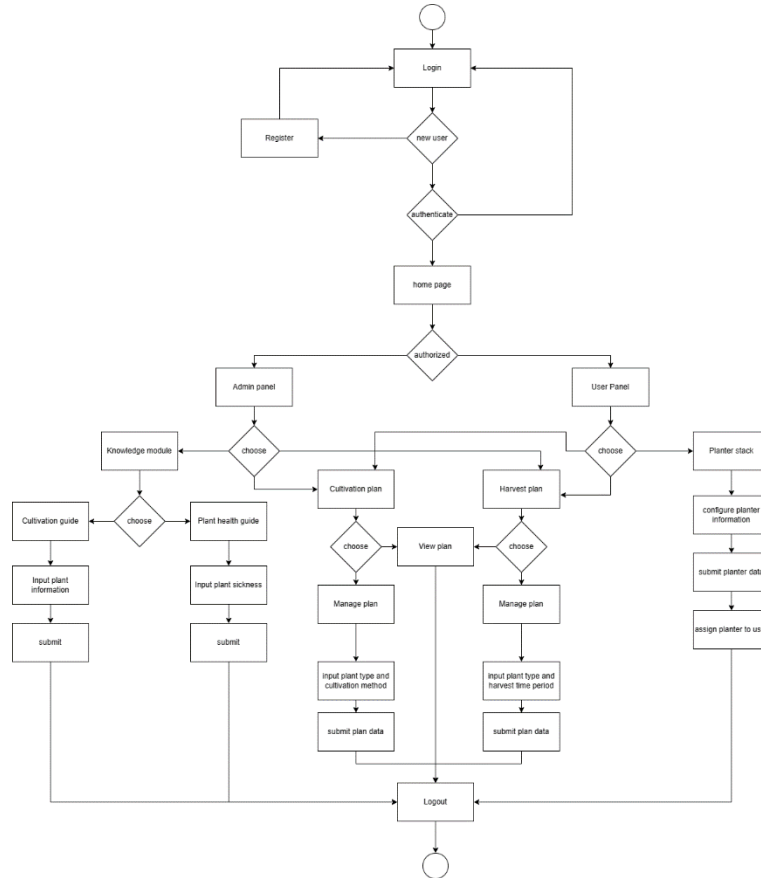 Login
Register
new user
authenticate
home page
authorized
Admin panel
User Panel
Knowledge module
choose
choose
Planter stack
Cultivation plan
Harvest plan
Cultivation guide
choose
Plant health guide
configure planter
information
choose
View plan
choose
Input plant
information
Input plant sickness
submit planter data
Manage plan
Manage plan
submit
submit
assign planter to us
input plant type and
cultivation method
input plant type and
harvest time period
submit plan data
submit plan data
Logout